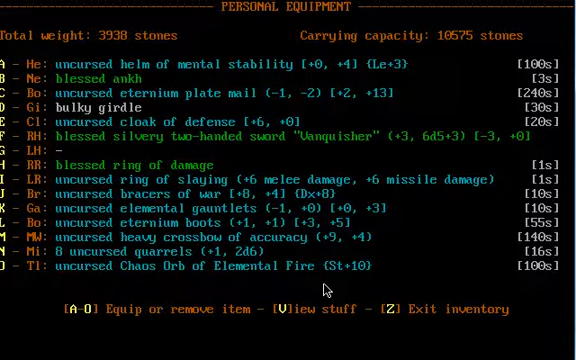 PERSONAL EQUIPMENT
Total weight: 3938 stones Carrying capacity: 10575 stones
A - He: uncursed helm of mental stability [+0, +4] {Le+3} [100s]
B - Ne: blessed ankh [3s]
C - Bo: uncursed eternium plate mail (-1, -2) [+2, +13] [240s]
D - Gi: bulky girdle [30s]
E - Cl: uncursed cloak of defense [+6, +0] [20s]
F - RH: blessed silvery two-handed sword "Vanquisher" (+3, 6d5+3) [-3, +0]
G - LH: -
H - RR: blessed ring of damage [1s]
I - LR: uncursed ring of slaying (+6 melee damage, +6 missile damage) [1s]
J - Br: uncursed bracers of war [+8, +4] {Dx+8} [10s]
K - Ga: uncursed elemental gauntlets (-1, +0) [+0, +3] [10s]
L - Bo: uncursed eternium boots (+1, +1) [+3, +5] [55s]
M - MW: uncursed heavy crossbow of accuracy (+9, +4) [140s]
N - Mi: 8 uncursed quarrels (+1, 2d6) [16s]
O - Tl: uncursed Chaos Orb of Elemental Fire {St+10} [100s]
[A-O] Equip or remove item - [V]iew stuff - [Z] Exit inventory